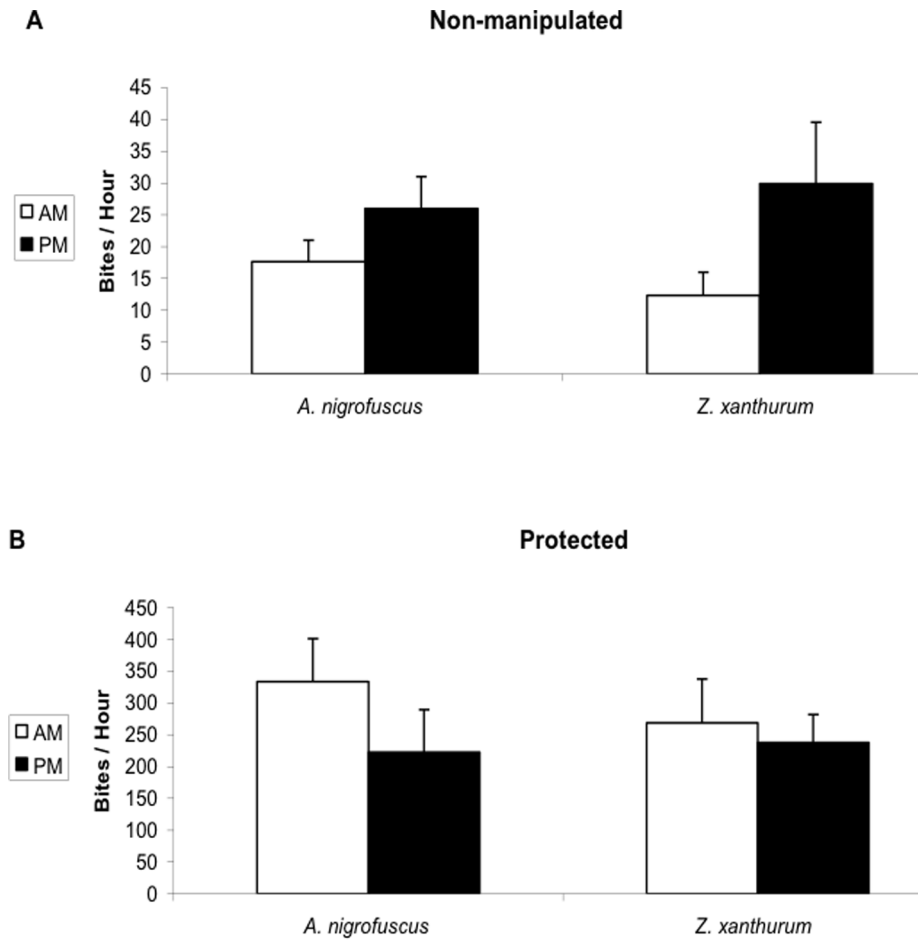 A
Non-manipulated
45
40
35
30
25
20
15
10
5
0
Bites / Hour
AM
PM
A. nigrofuscus
Z. xanthurum
B
Protected
450
400
350
300
250
200
150
100
50
0
Bites / Hour
AM
PM
A. nigrofuscus
Z. xanthurum